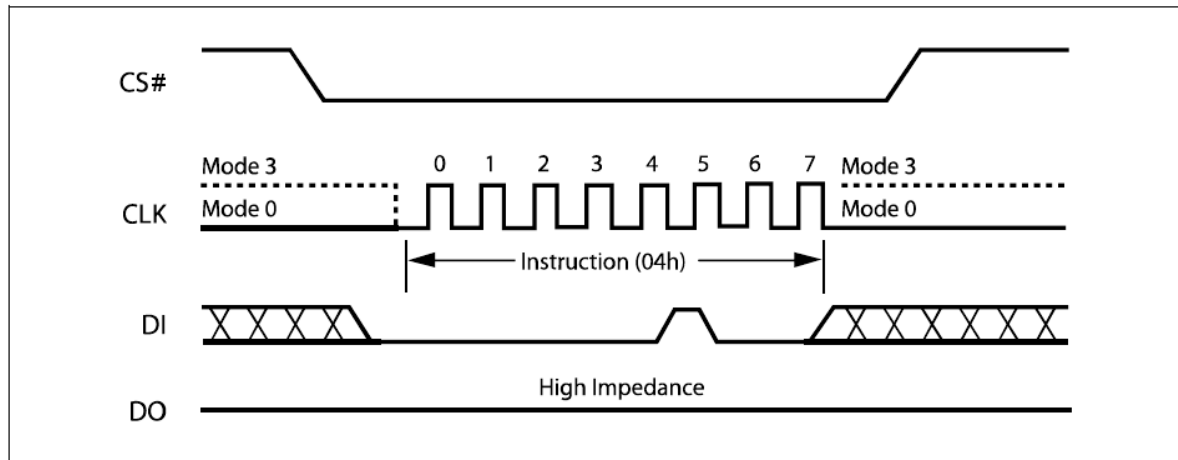 CS#
Mode 3
0 1 2 3 4 5 6 7
Mode 3
CLK
Mode 0
Mode 0
Instruction (04h)
DI
High Impedance
DO